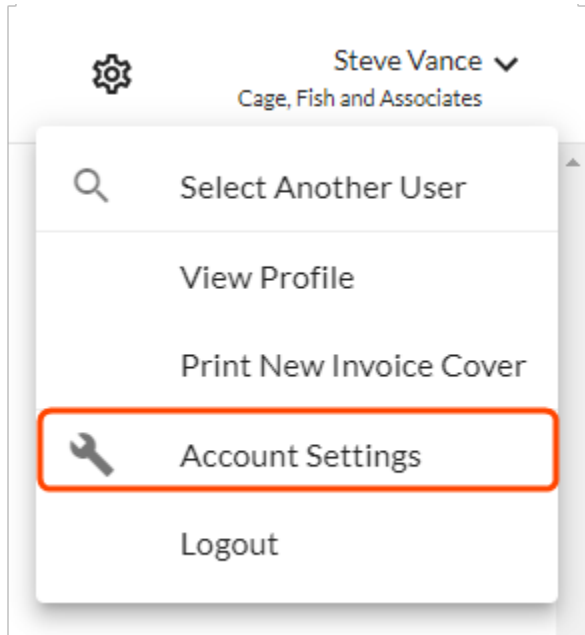 Steve Vance
Cage, Fish and Associates
Select Another User
View Profile
Print New Invoice Cover
Account Settings
Logout